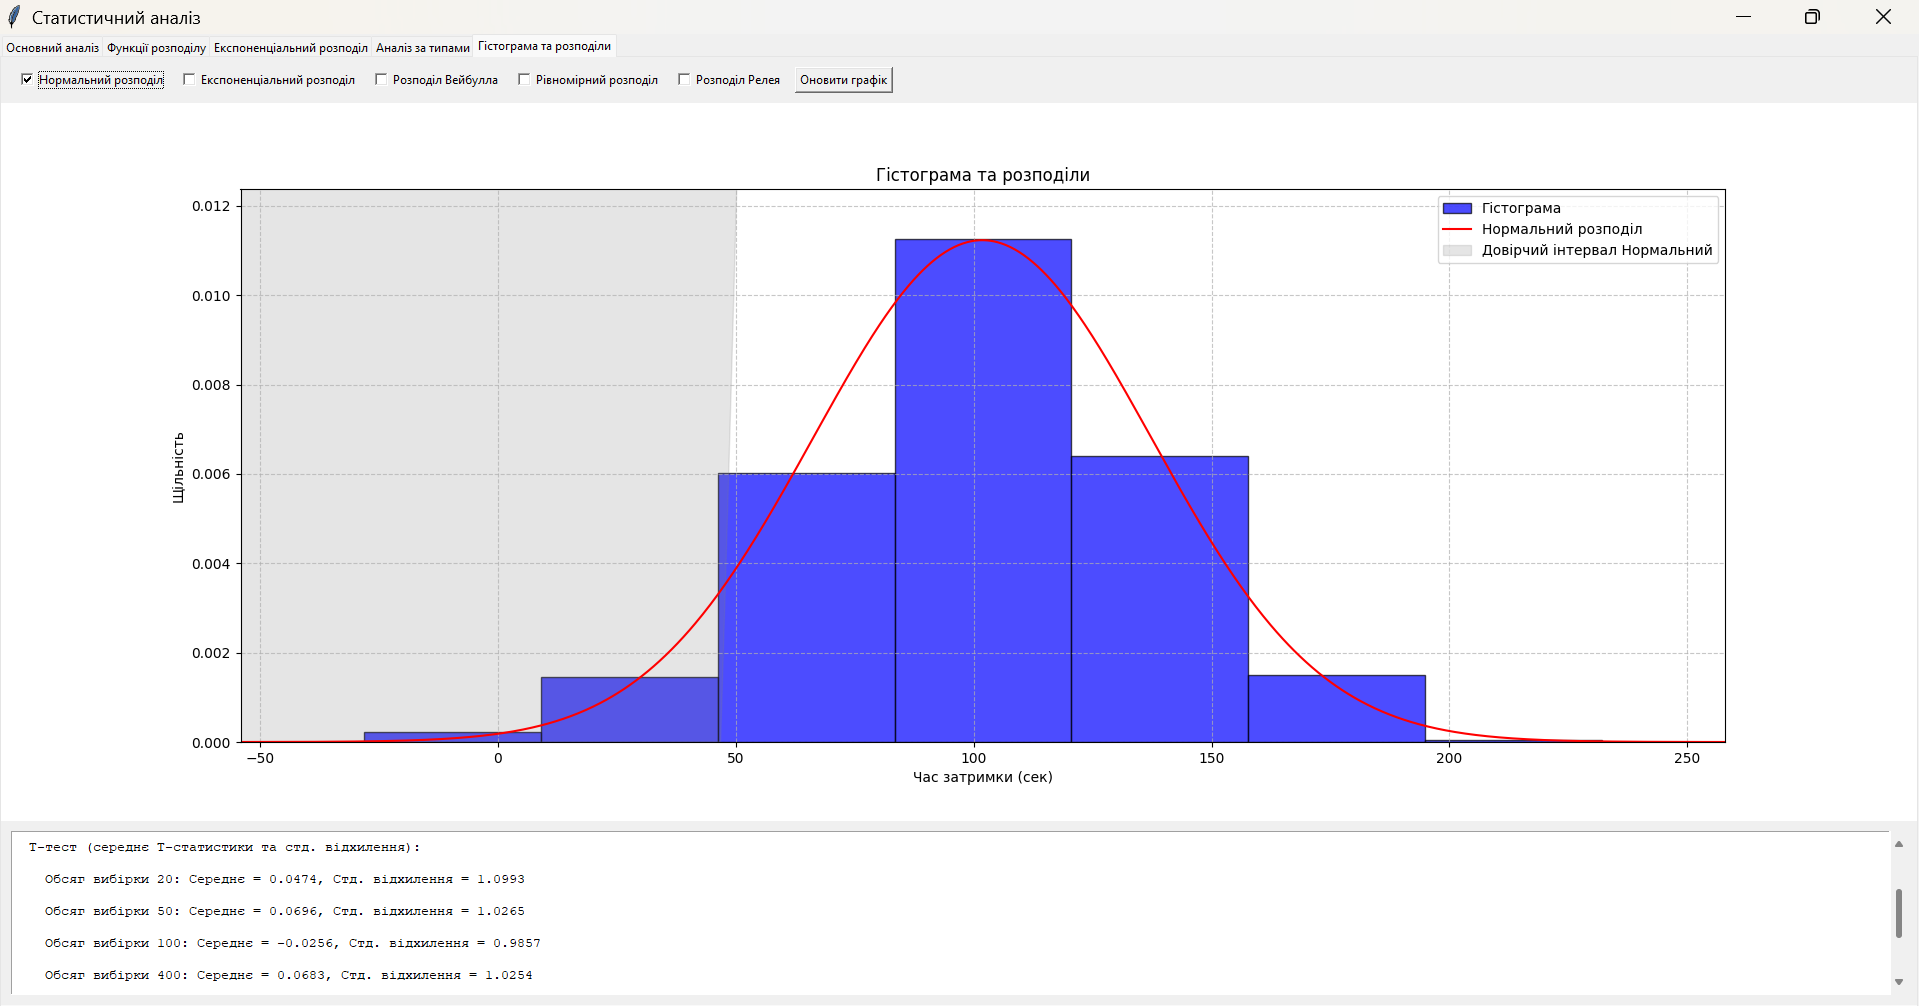 Статистичний аналіз
Основний аналіз Функції розподілу Експоненціальний розподіл Аналіз за типами Гістограма та розподіли
Нормальний розподіл Експоненціальний розподіл Розподіл Вейбулла Рівномірний розподіл Розподіл Релея Оновити графік
Гістограма та розподіли
Гістограма
Нормальний розподіл
Довірчий інтервал Нормальний
0.012
0.010
0.008
0.006
0.004
0.002
0.000
Щільність
−50 0 50 100 150 200 250
Час затримки (сек)
Т-тест (середнє Т-статистики та стд. відхилення):
Обсяг вибірки 20: Середнє = 0.0474, Стд. відхилення = 1.0993
Обсяг вибірки 50: Середнє = 0.0696, Стд. відхилення = 1.0265
Обсяг вибірки 100: Середнє = -0.0256, Стд. відхилення = 0.9857
Обсяг вибірки 400: Середнє = 0.0683, Стд. відхилення = 1.0254